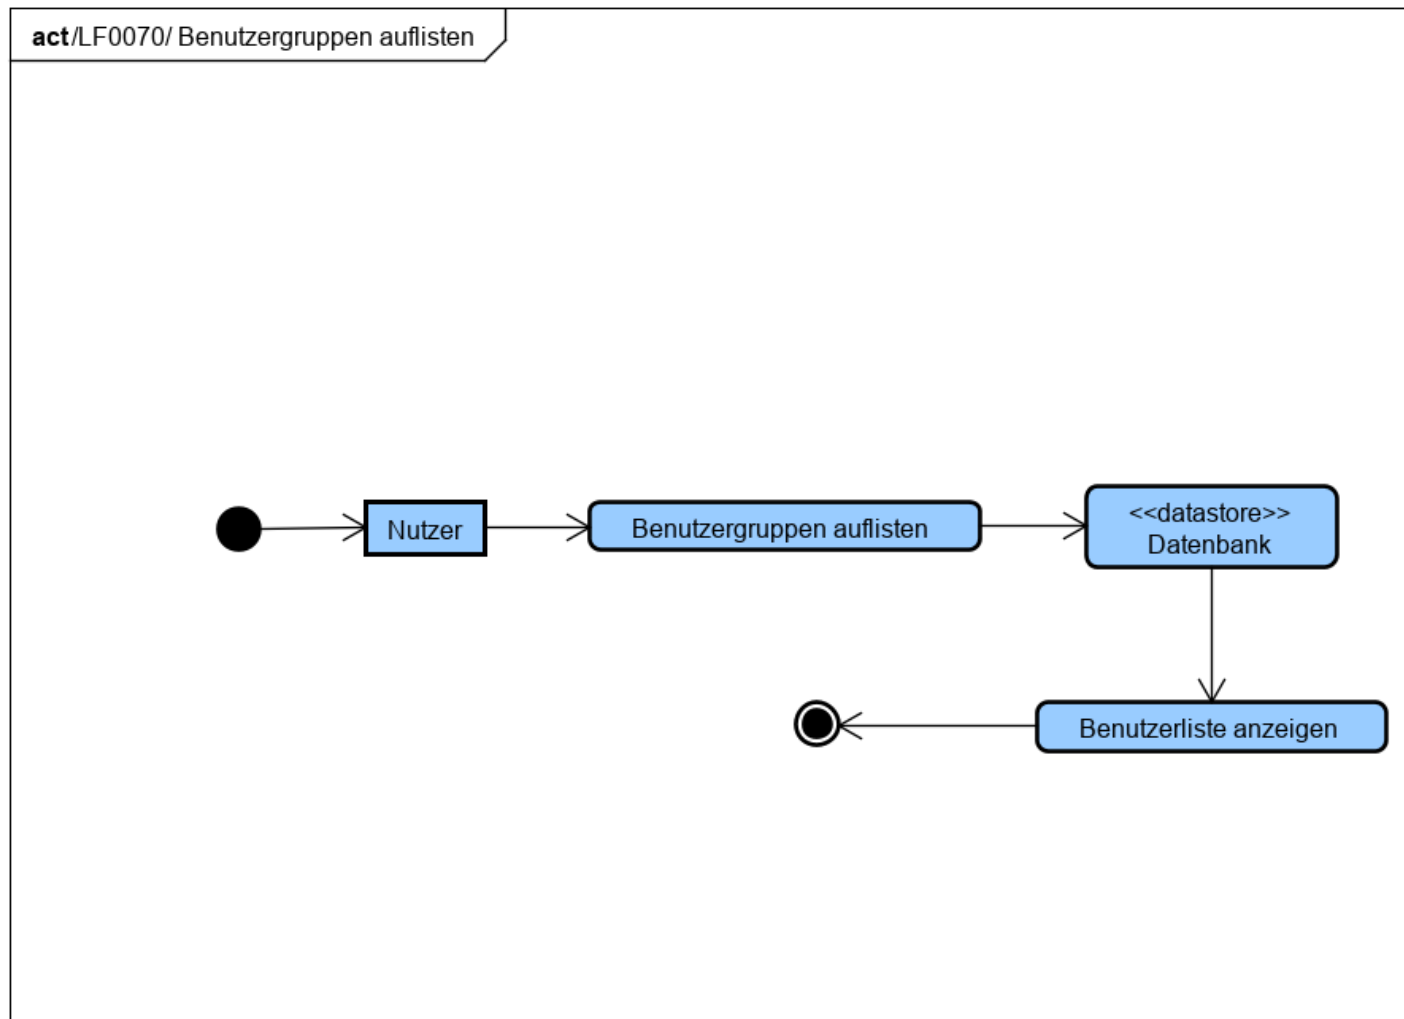 act/LF0070/ Benutzergruppen auflisten
Nutzer
Benutzergruppen auflisten
<<datastore>>
Datenbank
Benutzerliste anzeigen